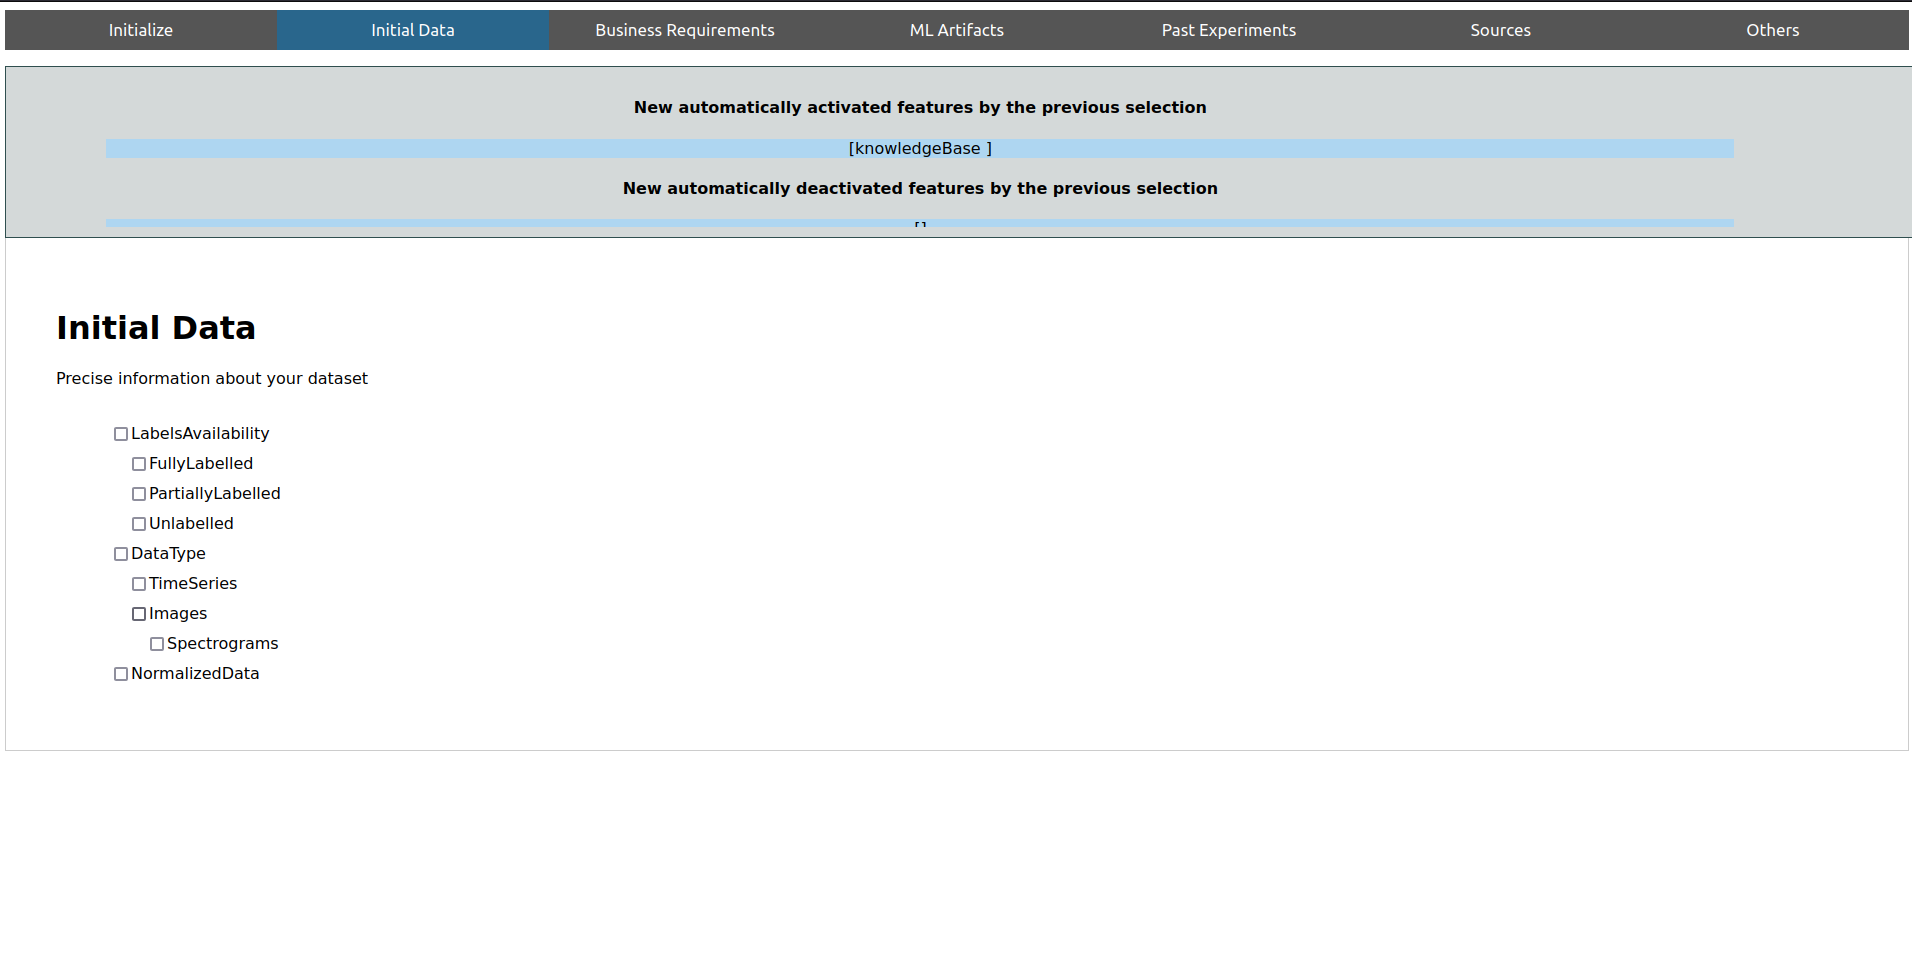 Initialize Initial Data Business Requirements ML Artifacts Past Experiments Sources Others
New automatically activated features by the previous selection
[knowledgeBase ]
New automatically deactivated features by the previous selection
[]
Initial Data
Precise information about your dataset
LabelsAvailability
FullyLabelled
PartiallyLabelled
Unlabelled
DataType
TimeSeries
Images
Spectrograms
NormalizedData